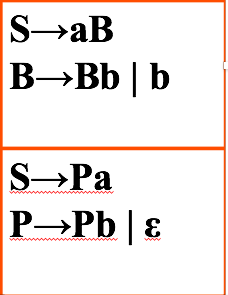 S→aB
B→Bb | b
S→Pa
P→Pb | ε